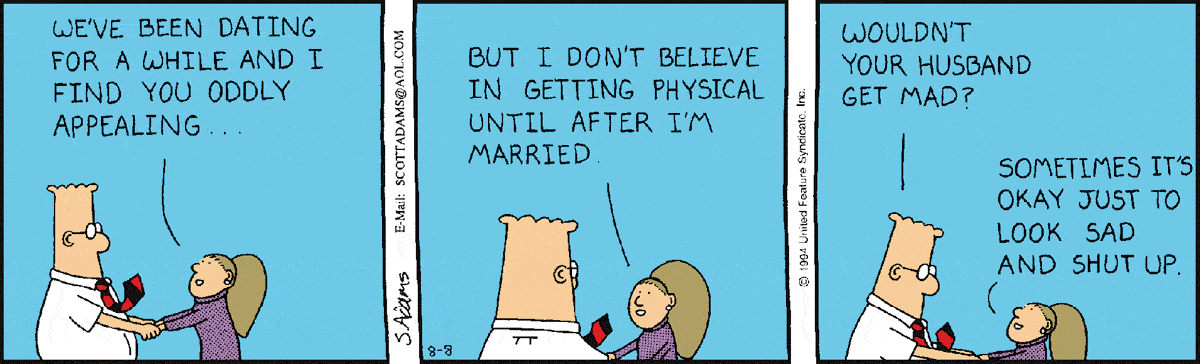 WE'VE BEEN DATING
FOR A WHILE AND I
FIND YOU ODDLY
APPEALING...
S.Adams
E-Mail: SCOTTADAMS@AOL.COM
BUT I DON'T BELIEVE
IN GETTING PHYSICAL
UNTIL AFTER I'M
MARRIED.
8-8
© 1994 United Feature Syndicate, Inc.
WOULDN'T
YOUR HUSBAND
GET MAD?
SOMETIMES IT'S
OKAY JUST TO
LOOK SAD
AND SHUT UP.